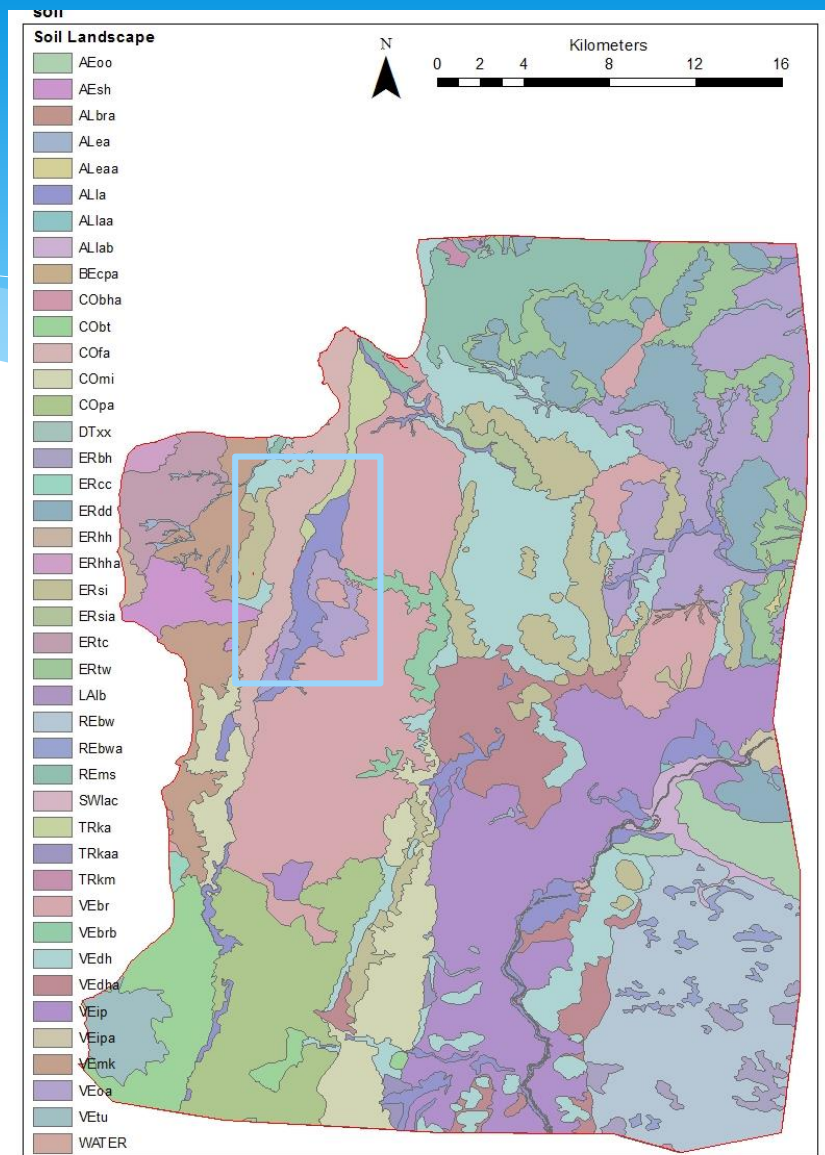 soil
Soil Landscape
N
Kilometers
0 2 4 8 12 16
AEoo
AEsh
ALbra
ALea
ALeaa
ALla
ALlaa
ALlab
BEcpa
CObha
CObt
COfa
COmi
COpa
DTxx
ERbh
ERcc
ERdd
ERhh
ERhha
ERsi
ERsia
ERtc
ERtw
LAlb
REbw
REbwa
REms
SWlac
TRka
TRkaa
TRkm
VEbr
VEbrb
VEdh
VEdha
VEip
VEipa
VEmk
VEoa
VEtu
WATER